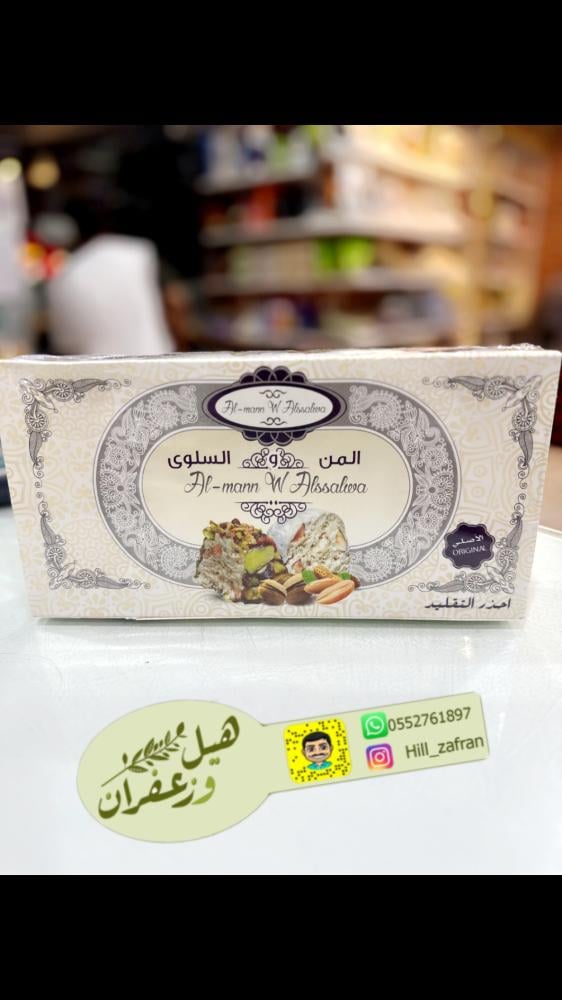 Al-mann W Alssalwa
المن و السلوى
Al-mann W Alssalwa
الأصلي
ORIGINAL
احذر التقليد
هيل
وزعفران
0552761897
Hill_zafran